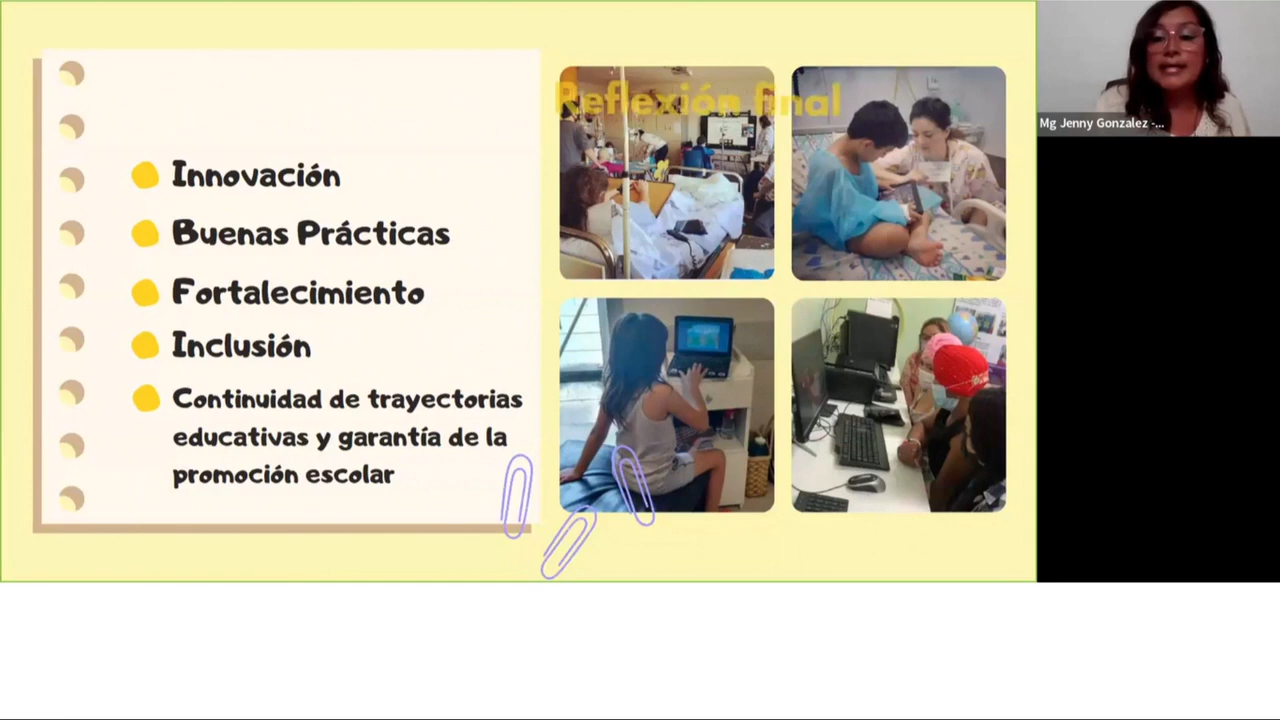 Reflexión final
Innovación
Buenas Prácticas
Fortalecimiento
Inclusión
Continuidad de trayectorias
educativas y garantía de la
promoción escolar
Mg Jenny Gonzalez -...